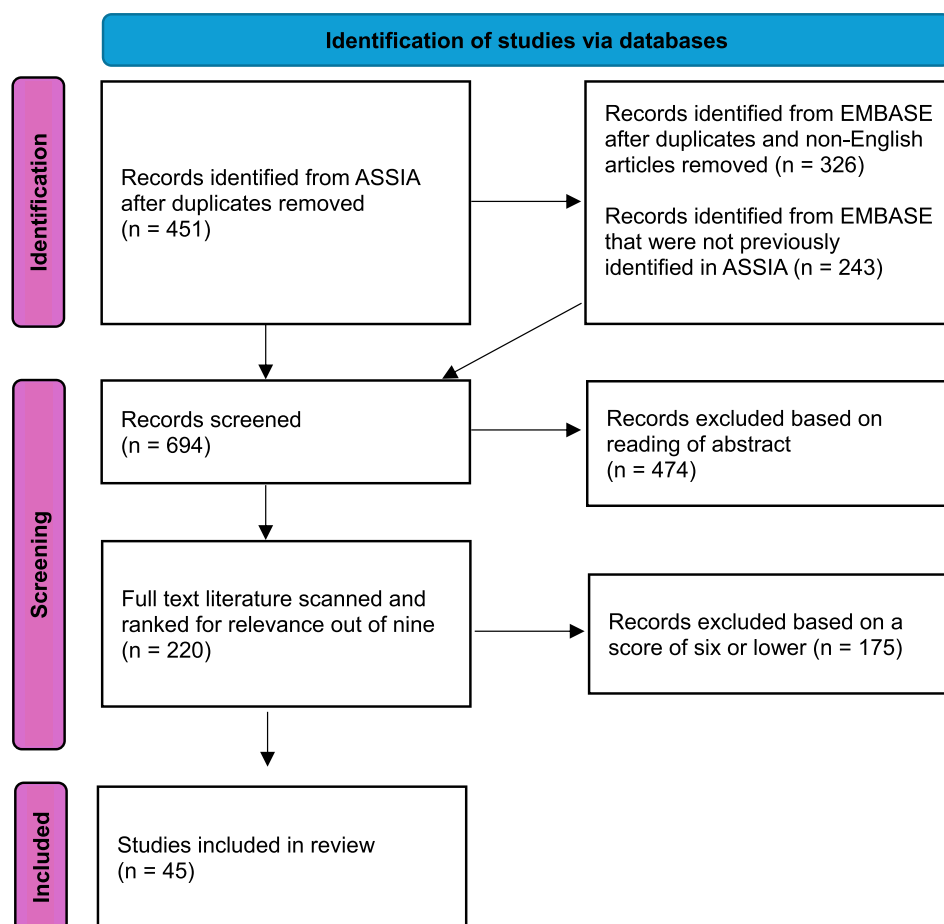 Identification of studies via databases
Identification
Records identified from ASSIA
after duplicates removed
(n = 451)
Records identified from EMBASE
after duplicates and non-English
articles removed (n = 326)
Records identified from EMBASE
that were not previously
identified in ASSIA (n = 243)
Screening
Records screened
(n = 694)
Records excluded based on
reading of abstract
(n = 474)
Full text literature scanned and
ranked for relevance out of nine
(n = 220)
Records excluded based on a
score of six or lower (n = 175)
Included
Studies included in review
(n = 45)